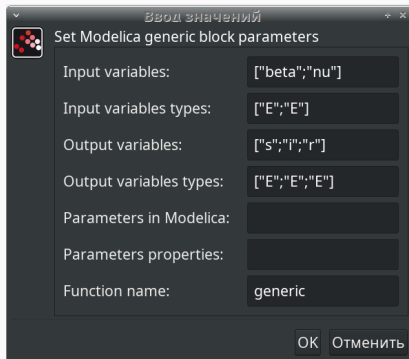 Ввод значений
Set Modelica generic block parameters
Input variables: ["beta";"nu"]
Input variables types: ["E";"E"]
Output variables: ["s";"i";"r"]
Output variables types: ["E";"E";"E"]
Parameters in Modelica:
Parameters properties:
Function name: generic
OK Отменить